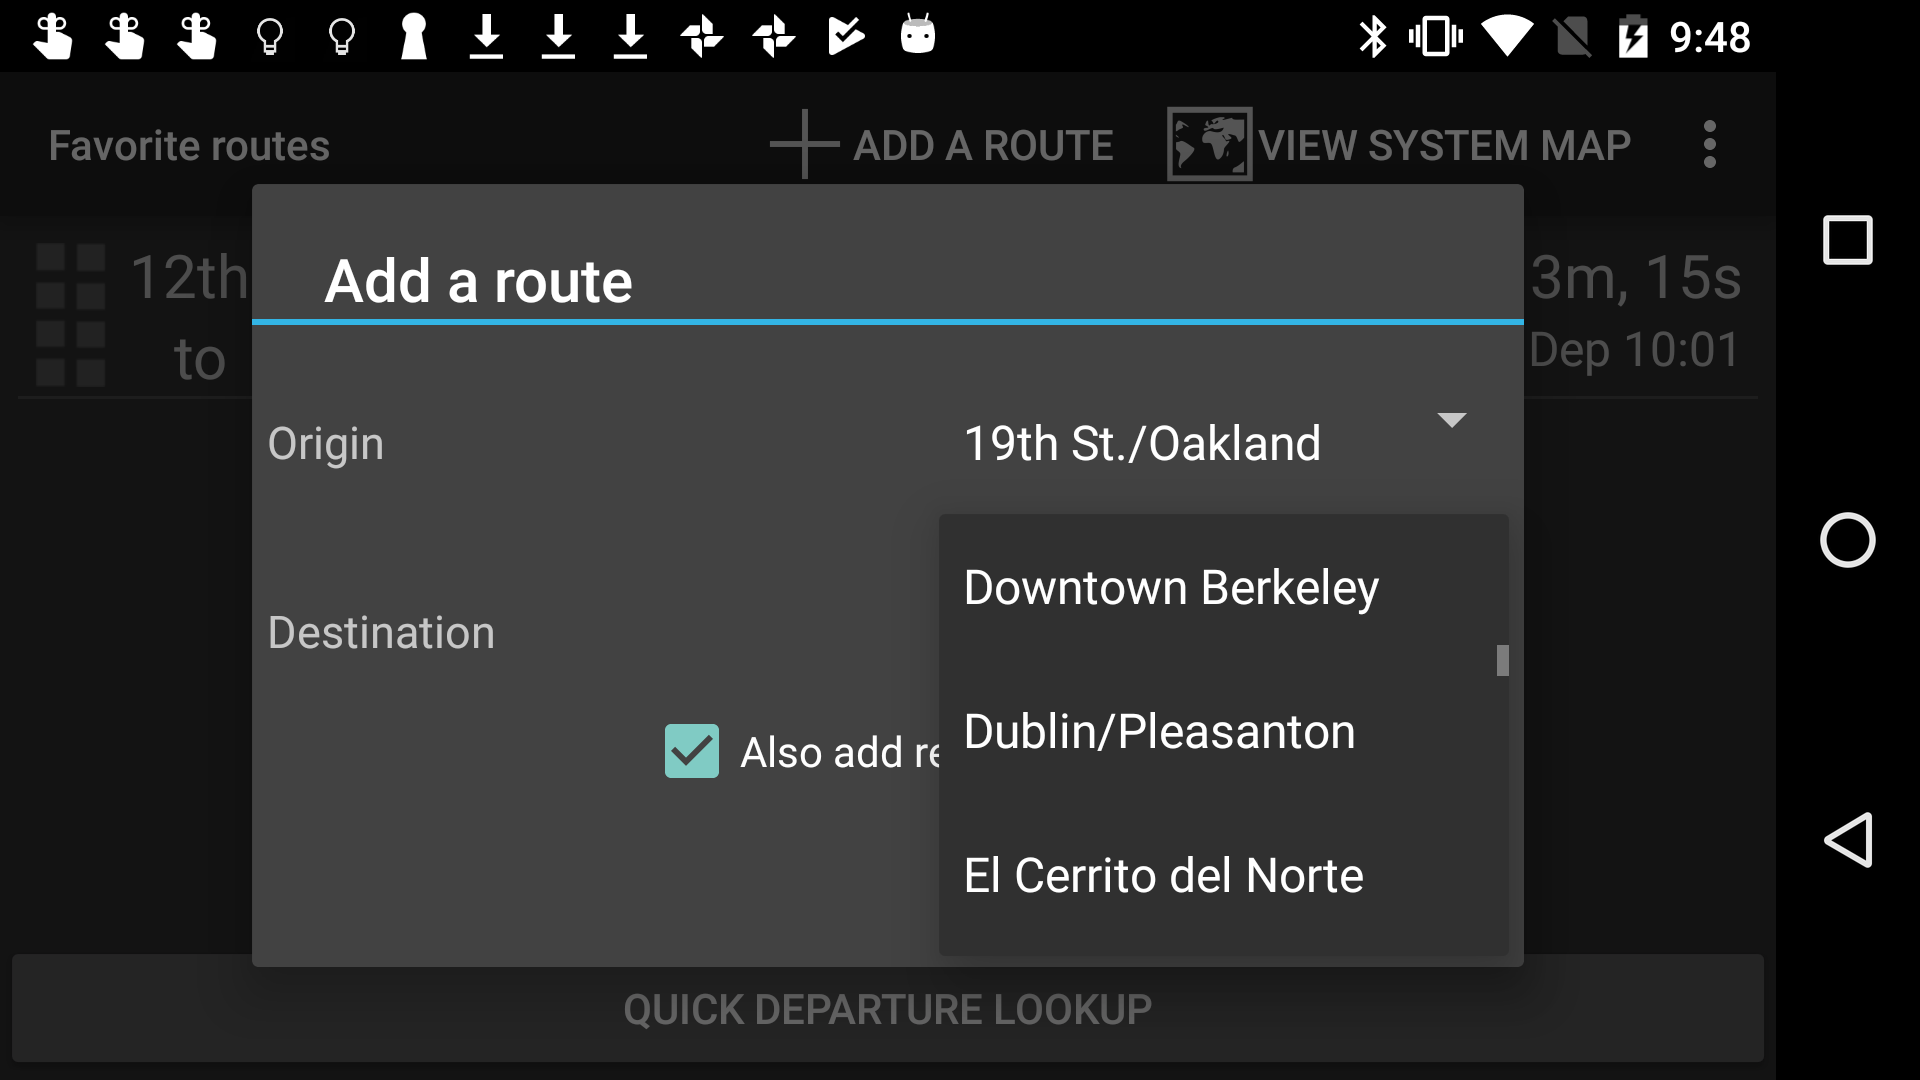 9:48
Favorite routes
ADD A ROUTE
VIEW SYSTEM MAP
12th
to
3m, 15s
Dep 10:01
Add a route
Origin
19th St./Oakland
Destination
Downtown Berkeley
Dublin/Pleasanton
El Cerrito del Norte
Also add re
QUICK DEPARTURE LOOKUP